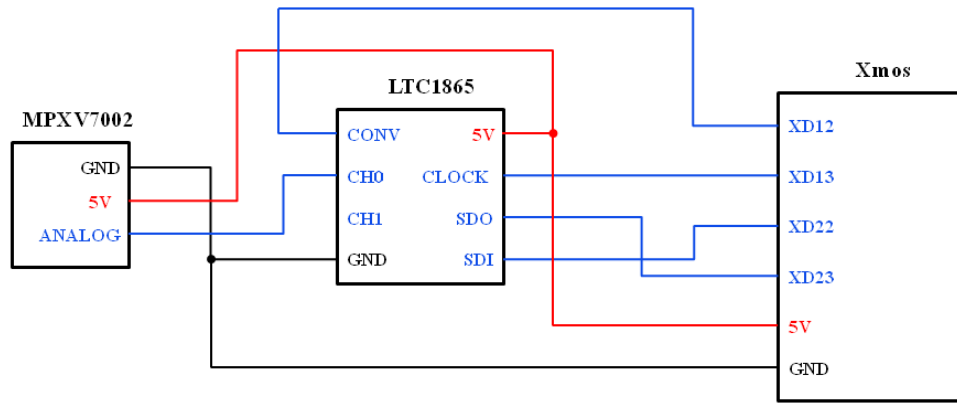 Xmos
LTC1865
MPXV7002
GND
5V
ANALOG
CONV
CH0
CH1
GND
5V
CLOCK
SDO
SDI
XD12
XD13
XD22
XD23
5V
GND